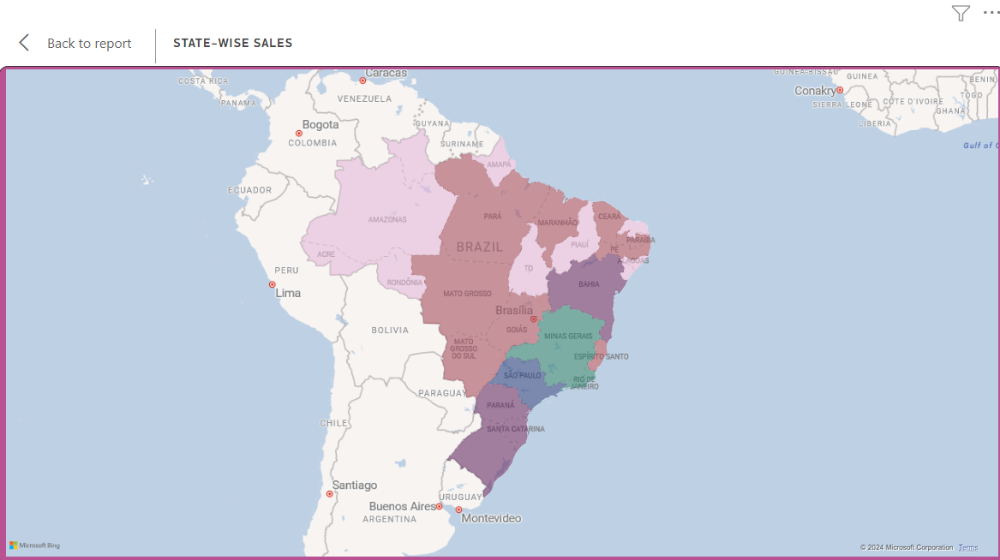 Back to report
STATE-WISE SALES
Caracas
COSTA RICA
PANAMA
VENEZUELA
GUINEA-BISSAU
GUINEA
BENIN
Conakry
TOGO
SIERRA LEONE
CÔTE D'IVOIRE
GHANA
LIBERIA
Bogota
COLOMBIA
GUYANA
SURINAME
Gulf of
AMAPÁ
ECUADOR
AMAZONAS
PARÁ
MARANHÃO
CEARÁ
BRAZIL
PARAÍBA
PIAUÍ
PE
ACRE
PERU
TO
RONDÔNIA
BAHIA
Lima
MATO GROSSO
Brasília
BOLIVIA
GOIÁS
MINAS GERAIS
MATO
GROSSO
DO SUL
ESPÍRITO SANTO
SÃO PAULO
RIO DE
JANEIRO
PARAGUAY
PARANÁ
CHILE
SANTA CATARINA
Santiago
URUGUAY
Buenos Aires
ARGENTINA
Montevideo
Microsoft Bing
© 2024 Microsoft Corporation Terms